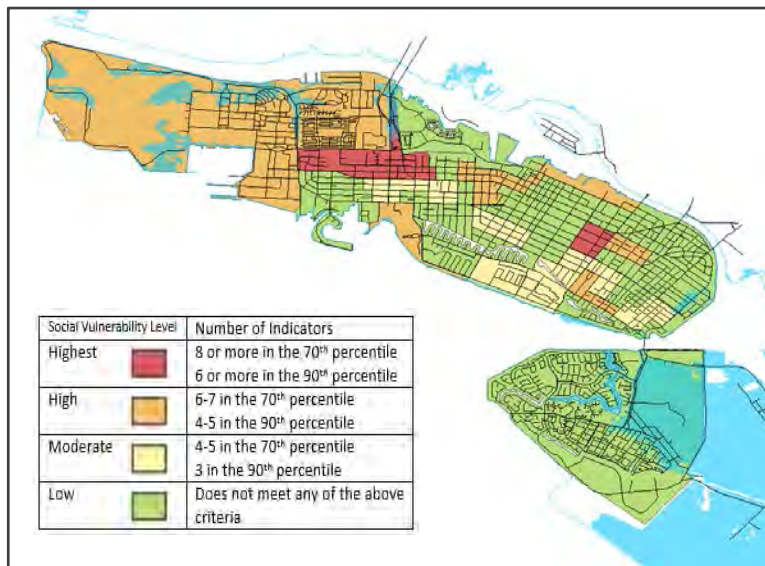 Social Vulnerability Level Number of Indicators
Highest 8 or more in the 70th percentile
6 or more in the 90th percentile
High 6-7 in the 70th percentile
4-5 in the 90th percentile
Moderate 4-5 in the 70th percentile
3 in the 90th percentile
Low Does not meet any of the above
criteria